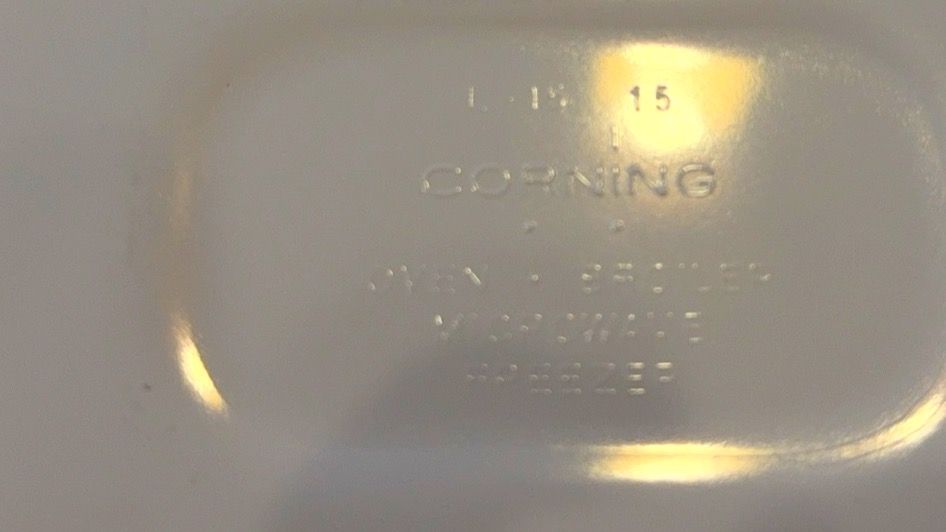 15
CORNING
OVEN · BROILER
MICROWAVE
FREEZER